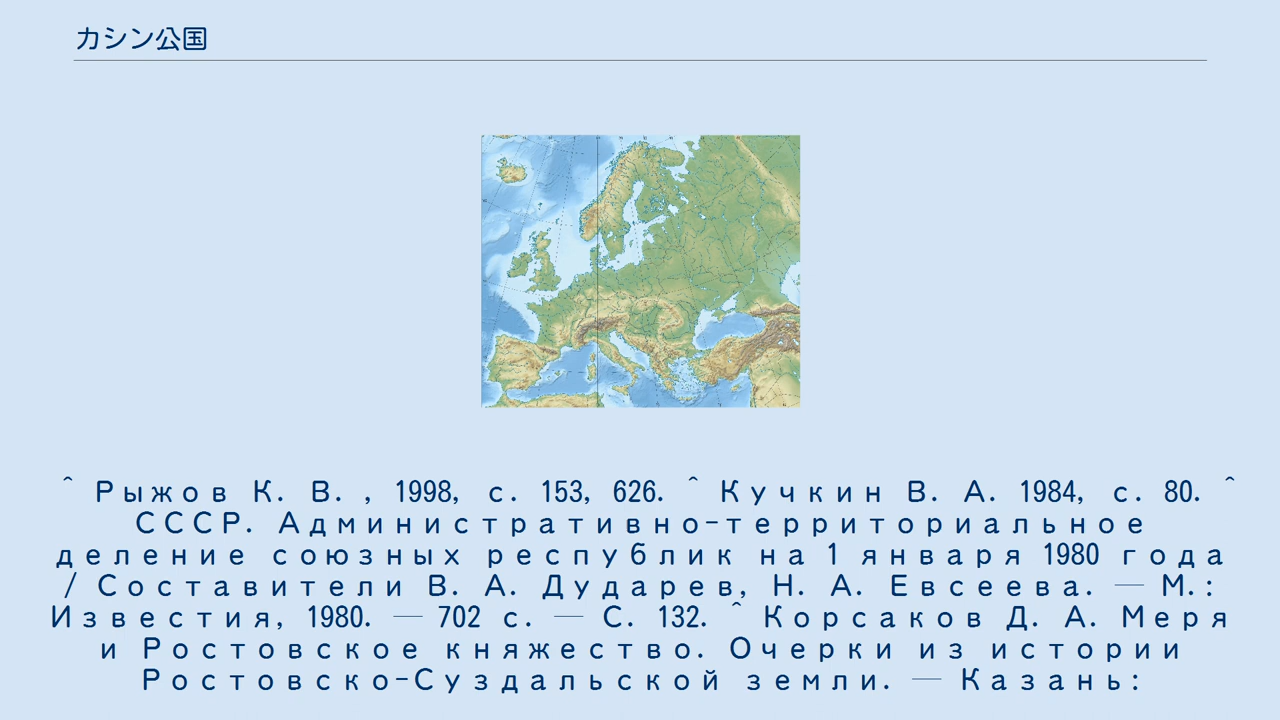 カシン公国
^ Рыжов К. В. , 1998, с. 153, 626. ^ Кучкин В. А. 1984, с. 80. ^
СССР. Административно-территориальное
деление союзных республик на 1 января 1980 года
/ Составители В. А. Дударев, Н. А. Евсеева. — М.:
Известия, 1980. — 702 с. — С. 132. ^ Корсаков Д. А. Меря
и Ростовское княжество. Очерки из истории
Ростовско-Суздальской земли. — Казань: